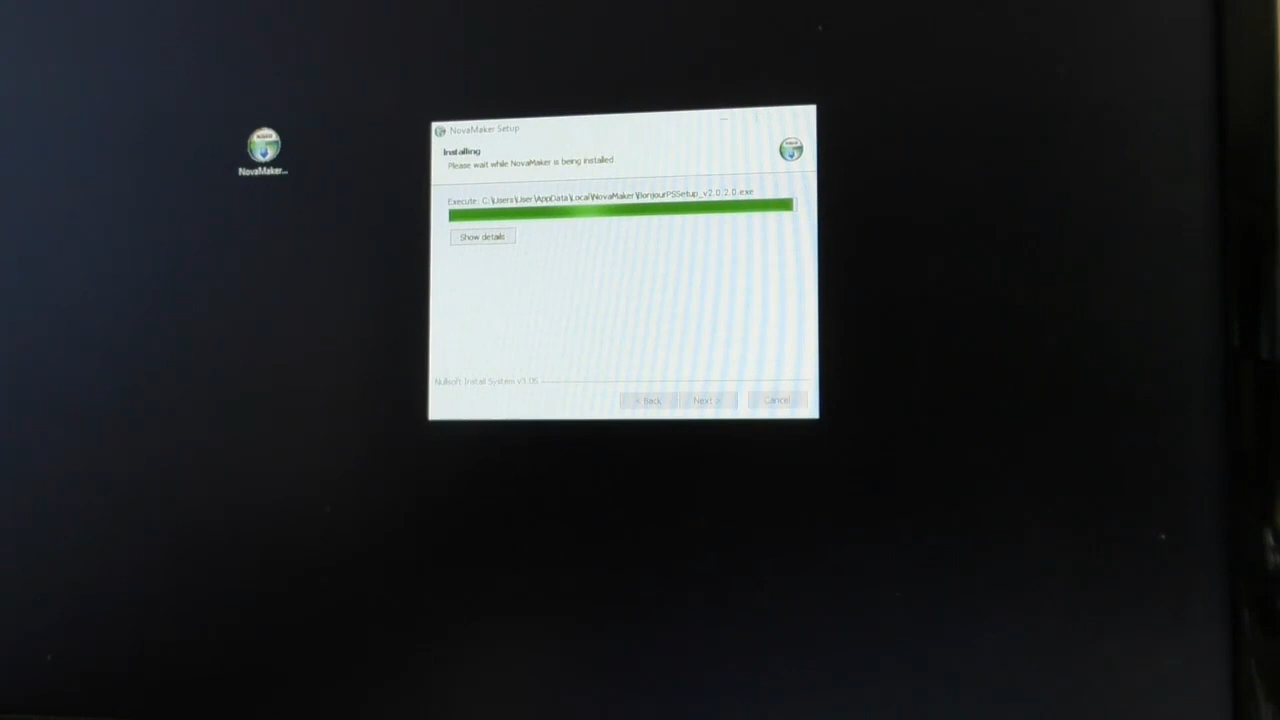 NovaMaker...
NovaMaker Setup
Installing
Please wait while NovaMaker is being installed.
Execute: C:\Users\User\AppData\Local\NovaMaker\BonjourPSSetup_v2.0.2.0.exe
Show details
Nullsoft Install System v3.05
< Back
Next >
Cancel